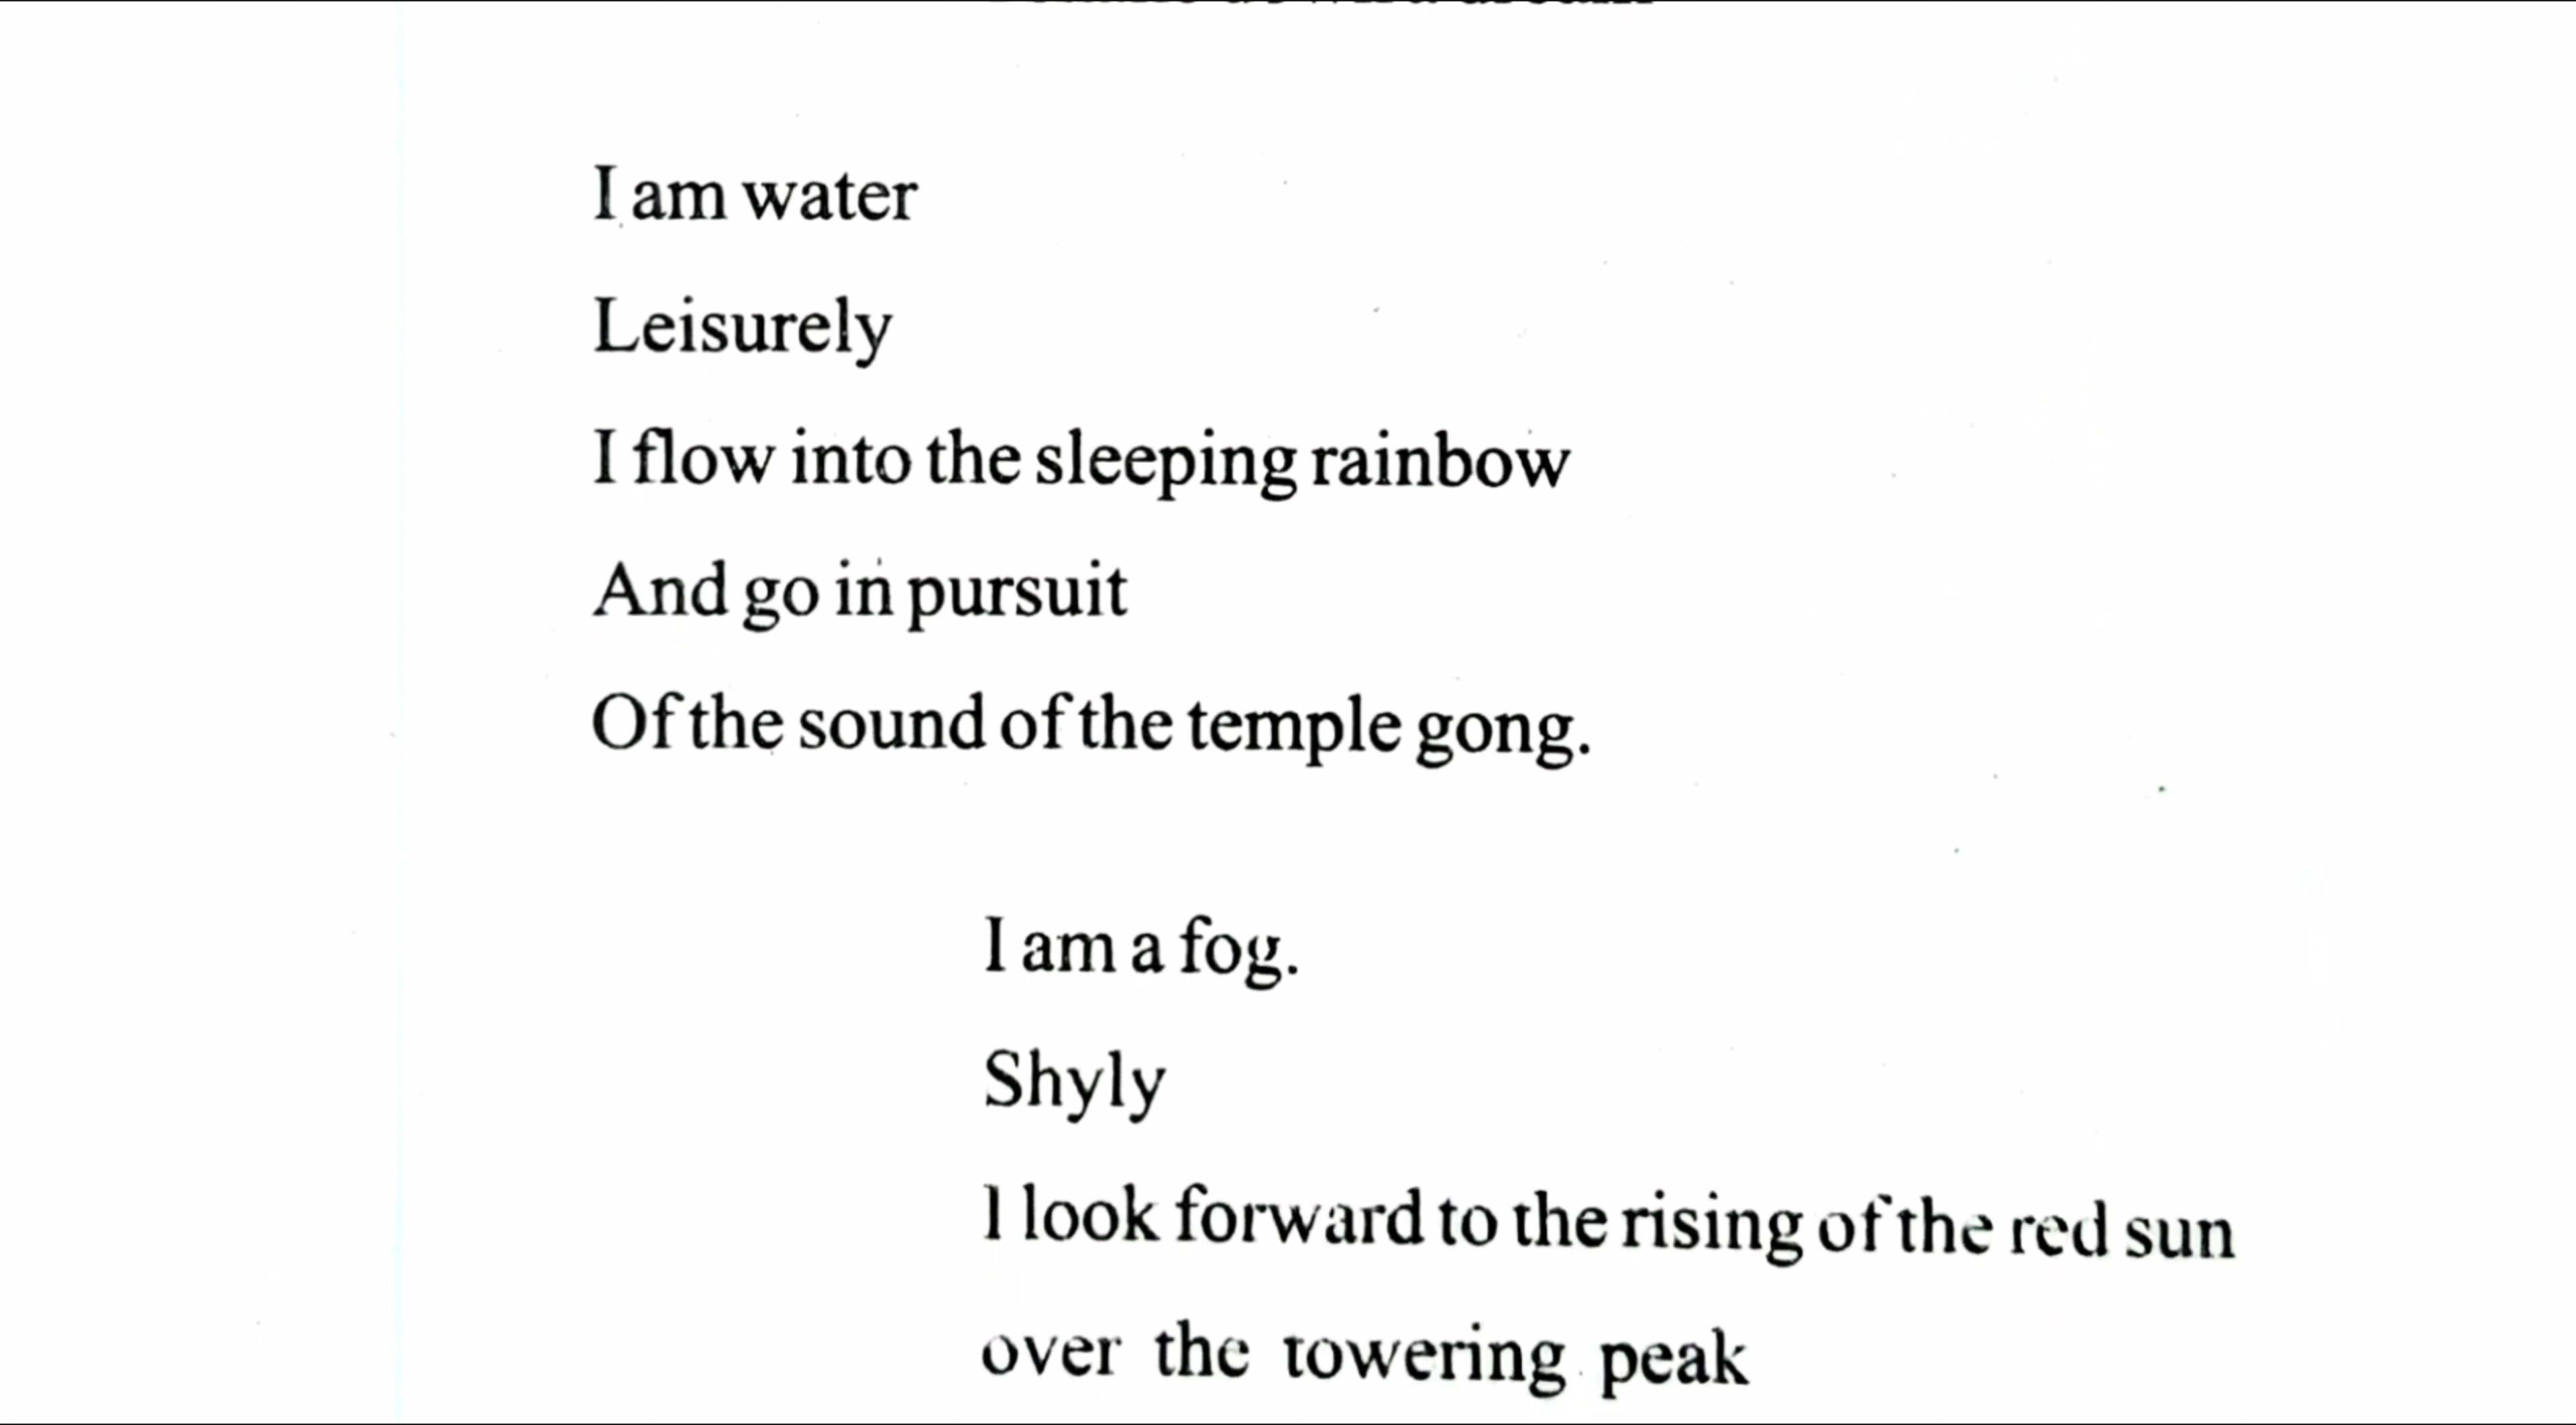 I am water
Leisurely
I flow into the sleeping rainbow
And go in pursuit
Of the sound of the temple gong.
I am a fog.
Shyly
I look forward to the rising of the red sun
over the towering peak